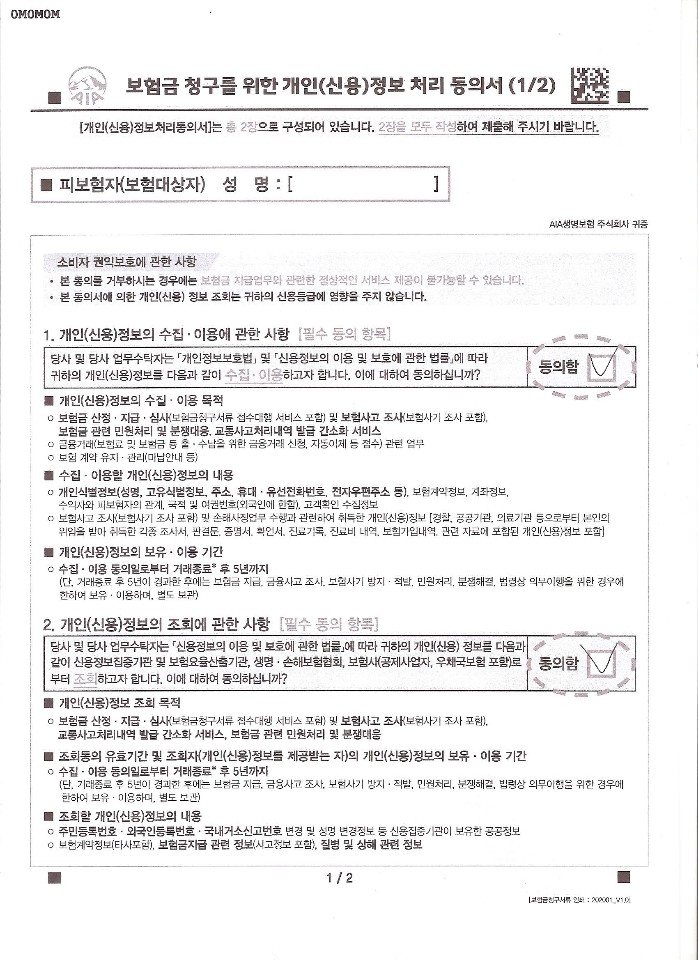 OMOMOM
AIA
보험금 청구를 위한 개인(신용)정보 처리 동의서 (1/2)
[개인(신용)정보처리동의서]는 총 2장으로 구성되어 있습니다. 2장을 모두 작성하여 제출해 주시기 바랍니다.
■ 피보험자(보험대상자) 성 명 : [ ]
AIA생명보험 주식회사 귀중
소비자 권익보호에 관한 사항
• 본 동의를 거부하시는 경우에는 보험금 지급업무와 관련한 정상적인 서비스 제공이 불가능할 수 있습니다.
• 본 동의서에 의한 개인(신용) 정보 조회는 귀하의 신용등급에 영향을 주지 않습니다.
1. 개인(신용)정보의 수집·이용에 관한 사항 [필수 동의 항목]
당사 및 당사 업무수탁자는 「개인정보보호법」 및 「신용정보의 이용 및 보호에 관한 법률」에 따라
귀하의 개인(신용)정보를 다음과 같이 수집·이용하고자 합니다. 이에 대하여 동의하십니까?
동의함 ☑
■ 개인(신용)정보의 수집·이용 목적
○ 보험금 산정·지급·심사(보험금청구서류 접수대행 서비스 포함) 및 보험사고 조사(보험사기 조사 포함),
보험금 관련 민원처리 및 분쟁대응, 교통사고처리내역 발급 간소화 서비스
○ 금융거래(보험료 및 보험금 등 출·수납을 위한 금융거래 신청, 자동이체 등 접수) 관련 업무
○ 보험 계약 유지·관리(미납안내 등)
■ 수집·이용할 개인(신용)정보의 내용
○ 개인식별정보(성명, 고유식별정보, 주소, 휴대·유선전화번호, 전자우편주소 등), 보험계약정보, 계좌정보,
수익자와 피보험자의 관계, 국적 및 여권번호(외국인에 한함), 고객확인 수집정보
○ 보험사고 조사(보험사기 조사 포함) 및 손해사정업무 수행과 관련하여 취득한 개인(신용)정보 [경찰, 공공기관, 의료기관 등으로부터 본인의
위임을 받아 취득한 각종 조사서, 판결문, 증명서, 확인서, 진료기록, 진료비 내역, 보험가입내역, 관련 자료에 포함된 개인(신용)정보 포함]
■ 개인(신용)정보의 보유·이용 기간
○ 수집·이용 동의일로부터 거래종료* 후 5년까지
(단, 거래종료 후 5년이 경과한 후에는 보험금 지급, 금융사고 조사, 보험사기 방지·적발, 민원처리, 분쟁해결, 법령상 의무이행을 위한 경우에
한하여 보유·이용하며, 별도 보관)
2. 개인(신용)정보의 조회에 관한 사항 [필수 동의 항목]
당사 및 당사 업무수탁자는 「신용정보의 이용 및 보호에 관한 법률」에 따라 귀하의 개인(신용) 정보를 다음과
같이 신용정보집중기관 및 보험요율산출기관, 생명·손해보험협회, 보험사(공제사업자, 우체국보험 포함)로
부터 조회하고자 합니다. 이에 대하여 동의하십니까?
동의함 ☑
■ 개인(신용)정보 조회 목적
○ 보험금 산정·지급·심사(보험금청구서류 접수대행 서비스 포함) 및 보험사고 조사(보험사기 조사 포함),
교통사고처리내역 발급 간소화 서비스, 보험금 관련 민원처리 및 분쟁대응
■ 조회동의 유효기간 및 조회자(개인(신용)정보를 제공받는 자)의 개인(신용)정보의 보유·이용 기간
○ 수집·이용 동의일로부터 거래종료* 후 5년까지
(단, 거래종료 후 5년이 경과한 후에는 보험금 지급, 금융사고 조사, 보험사기 방지·적발, 민원처리, 분쟁해결, 법령상 의무이행을 위한 경우에
한하여 보유·이용하며, 별도 보관)
■ 조회할 개인(신용)정보의 내용
○ 주민등록번호·외국인등록번호·국내거소신고번호 변경 및 성명 변경정보 등 신용집중기관이 보유한 공공정보
○ 보험계약정보(타사포함), 보험금지급 관련 정보(사고정보 포함), 질병 및 상해 관련 정보
1 / 2
[보험금청구서류 인쇄 : 202001_V1.0]